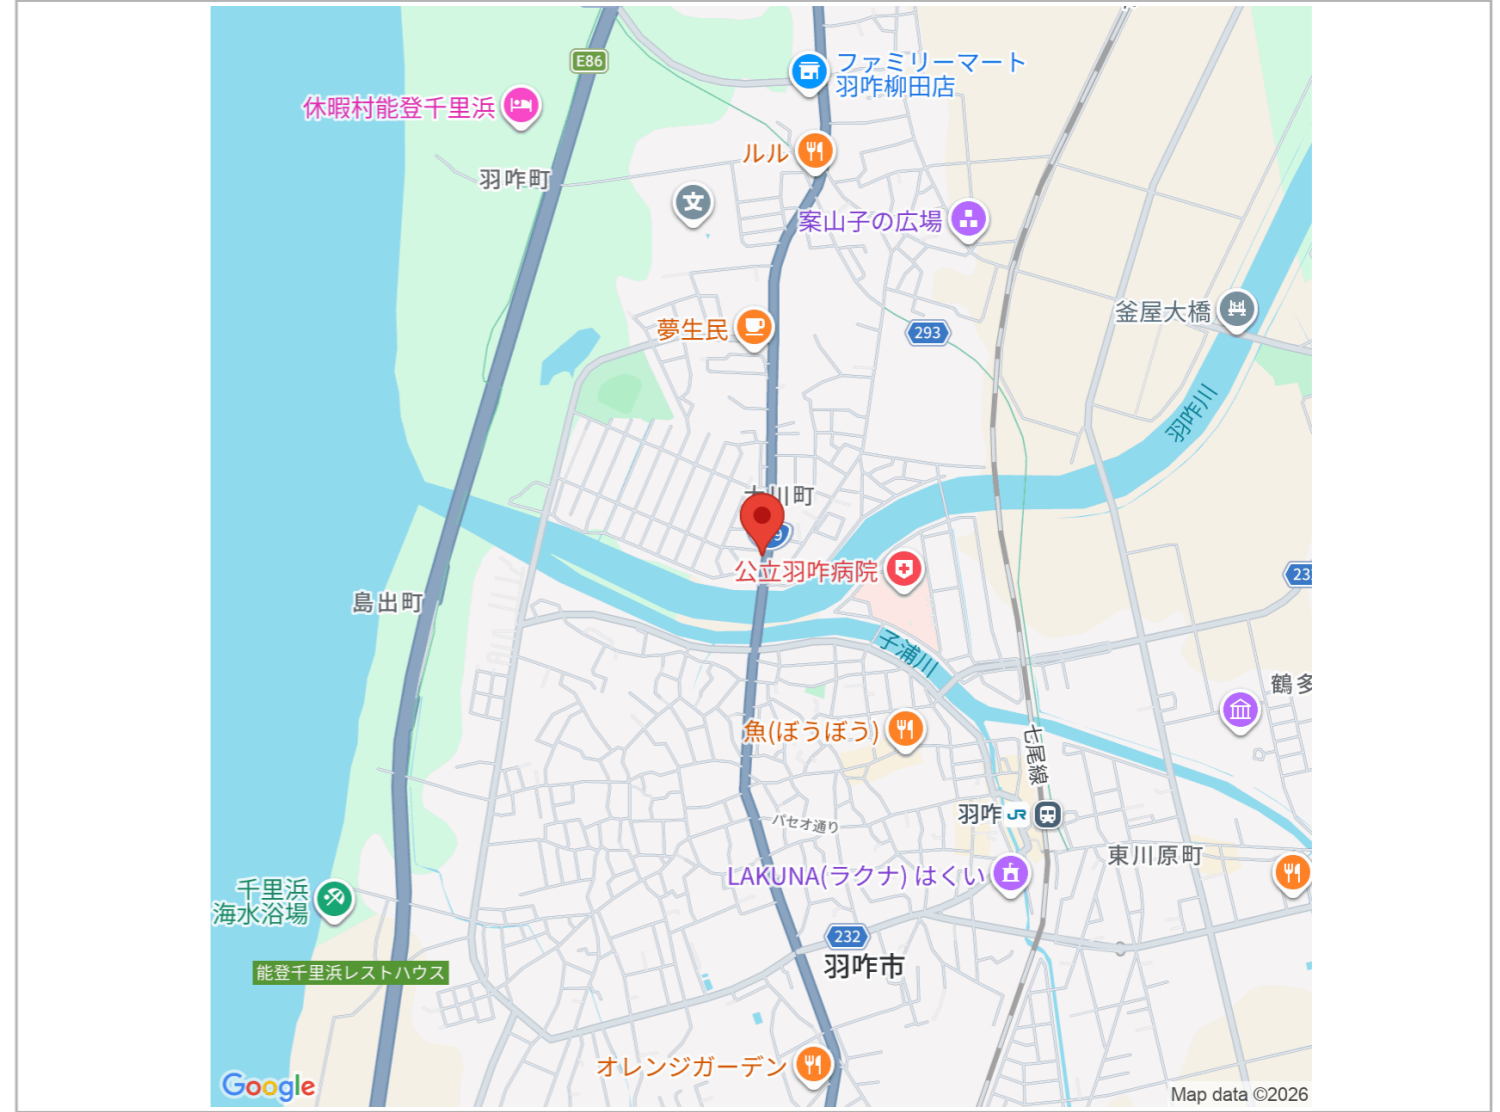 E86
ファミリーマート
羽咋柳田店
休暇村能登千里浜
ルル
羽咋町
文
案山子の広場
釜屋大橋
夢生民
293
羽咋川
川町
9
公立羽咋病院
島出町
子浦川
鶴多
魚(ぼうぼう)
七尾線
羽咋
JR
パセオ通り
東川原町
LAKUNA(ラクナ) はくい
千里浜
海水浴場
232
羽咋市
能登千里浜レストハウス
オレンジガーデン
Google
Map data ©2026